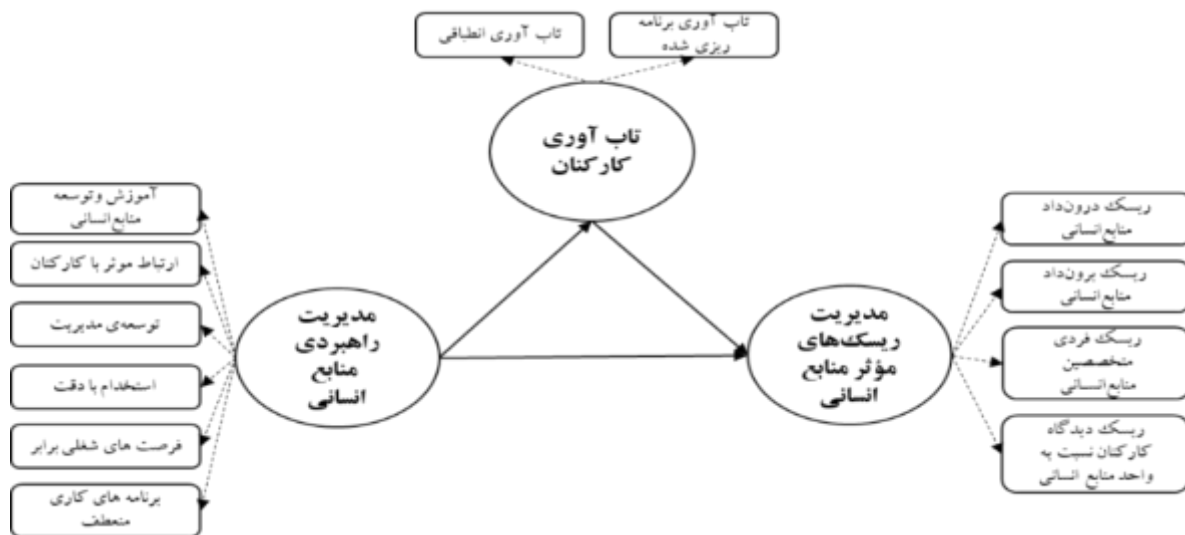 تاب آوری برنامه
ریزی شده
تاب آوری انطباقی
تاب آوری
کارکنان
ریسک درون‌داد
منابع‌انسانی
ریسک برون‌داد
منابع‌انسانی
ریسک فردی
متخصصین
منابع‌انسانی
ریسک دیدگاه
کارکنان نسبت به
واحد منابع انسانی
مدیریت
ریسک‌های
مؤثر منابع
انسانی
مدیریت
راهبردی
منابع
انسانی
آموزش وتوسعه
منابع‌انسانی
ارتباط موثر با کارکنان
توسعه‌ی مدیریت
استخدام با دقت
فرصت های شغلی برابر
برنامه های کاری
منعطف